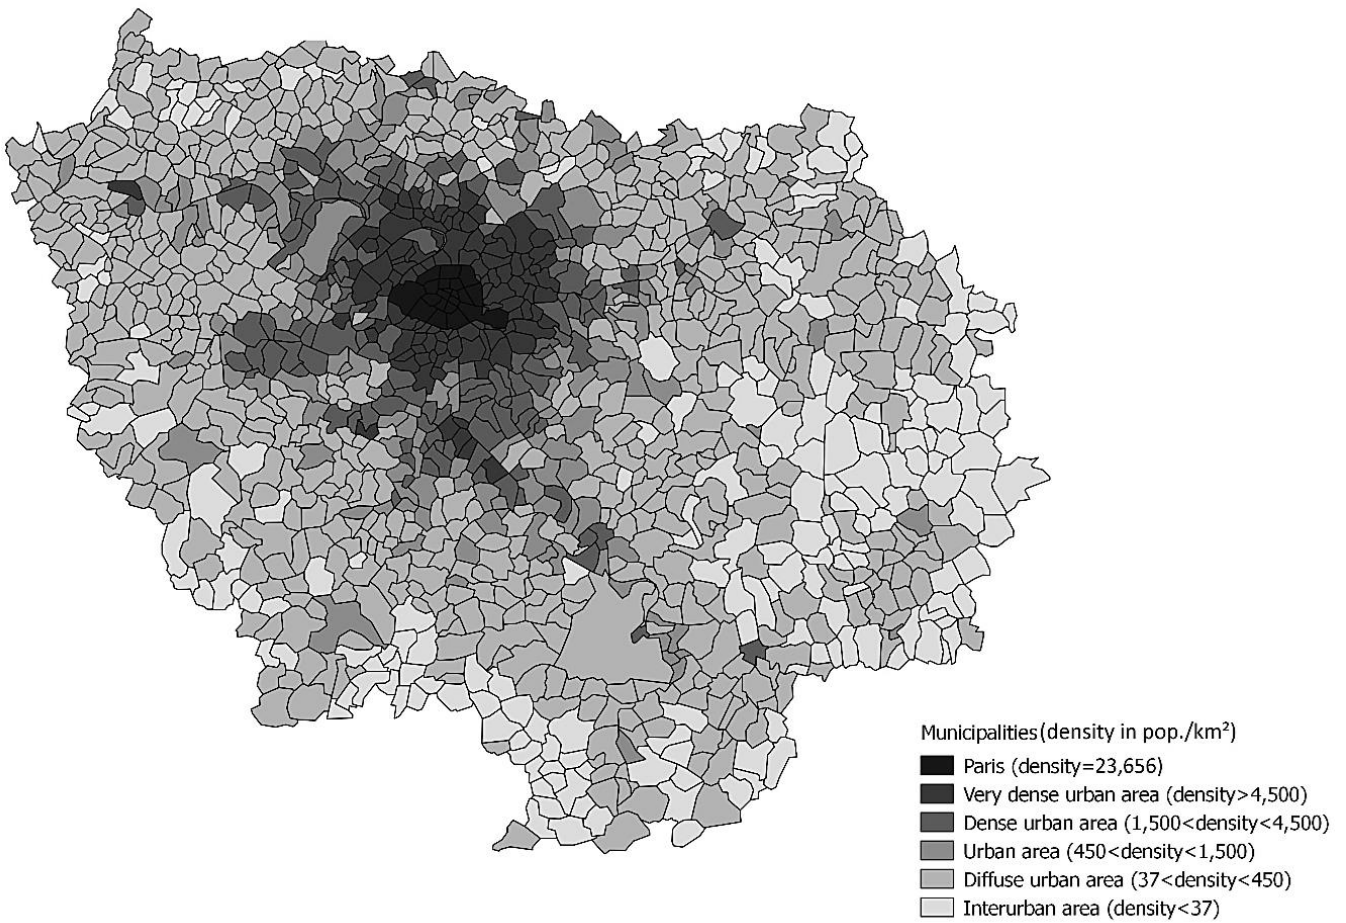 Municipalities(density in pop./km²)
Paris (density=23,656)
Very dense urban area (density>4,500)
Dense urban area (1,500<density<4,500)
Urban area (450<density<1,500)
Diffuse urban area (37<density<450)
Interurban area (density<37)